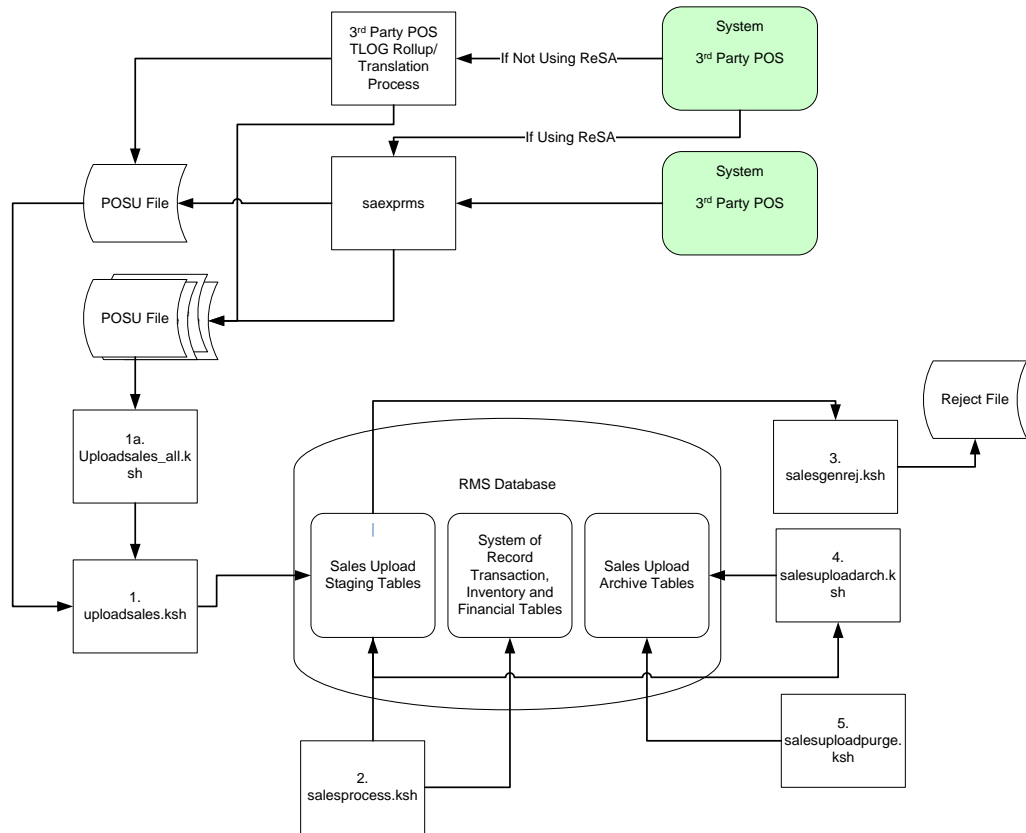 3rd Party POS
TLOG Rollup/
Translation
Process
If Not Using ReSA
System
3rd Party POS
If Using ReSA
POSU File
saexprms
System
3rd Party POS
POSU File
1a.
Uploadsales_all.k
sh
Reject File
3.
salesgenrej.ksh
RMS Database
Sales Upload
Staging Tables
System of
Record
Transaction,
Inventory and
Financial Tables
Sales Upload
Archive Tables
4.
salesuploadarch.k
sh
1.
uploadsales.ksh
2.
salesprocess.ksh
5.
salesuploadpurge.
ksh